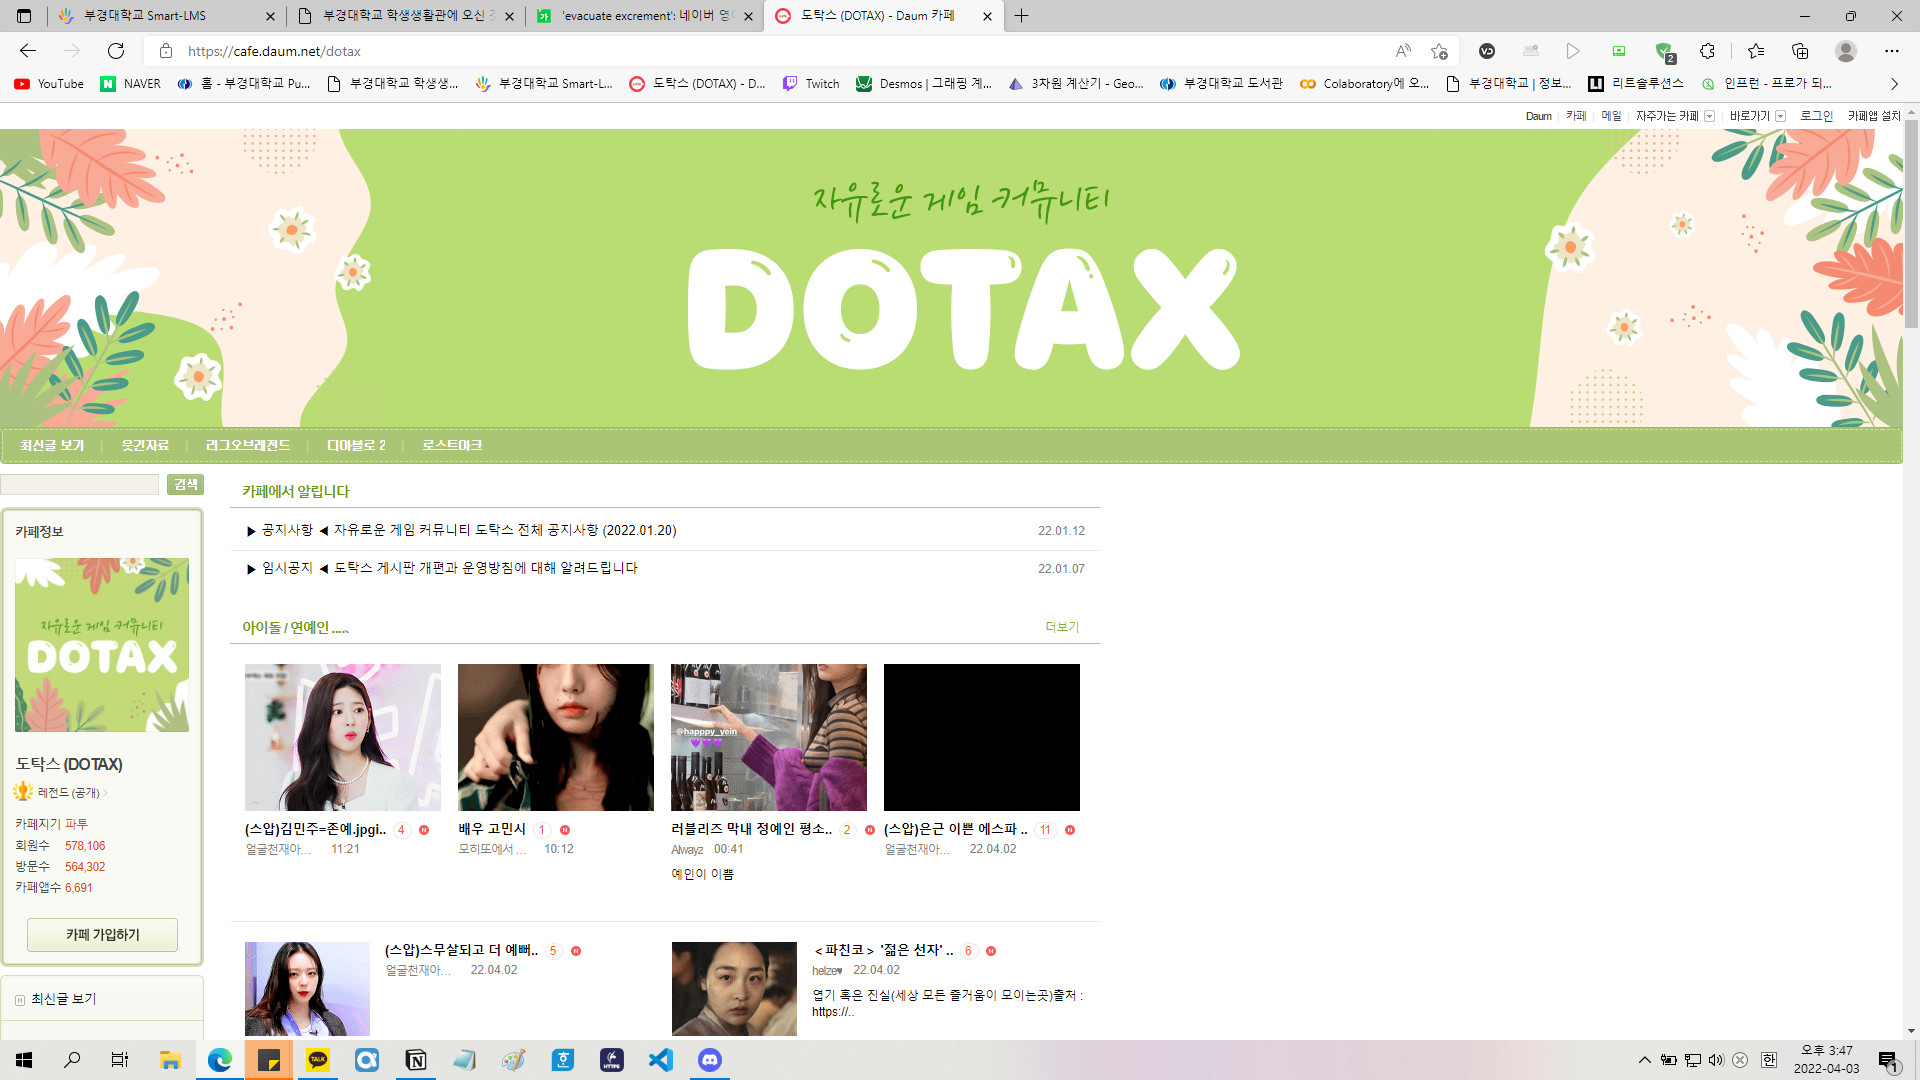 부경대학교 Smart-LMS
부경대학교 학생생활관에 오신 것
'evacuate excrement': 네이버 영어
도탁스 (DOTAX) - Daum 카페
https://cafe.daum.net/dotax
2
YouTube
NAVER
홈 - 부경대학교 Pu...
부경대학교 학생생...
부경대학교 Smart-L...
도탁스 (DOTAX) - D...
Twitch
Desmos | 그래핑 계...
3차원 계산기 - Geo...
부경대학교 도서관
Colaboratory에 오...
부경대학교 | 정보...
리트솔루션스
인프런 - 프로가 되...
Daum
카페
메일
자주가는 카페
바로가기
로그인
카페앱 설치
자유로운 게임 커뮤니티
DOTAX
최신글 보기
웃긴자료
리그오브레전드
디아블로 2
로스트아크
검색
카페정보
자유로운 게임 커뮤니티
DOTAX
도탁스 (DOTAX)
레전드 (공개)
카페지기 파투
회원수 578,106
방문수 564,302
카페앱수 6,691
카페 가입하기
최신글 보기
카페에서 알립니다
▶ 공지사항 ◀ 자유로운 게임 커뮤니티 도탁스 전체 공지사항 (2022.01.20) 22.01.12
▶ 임시공지 ◀ 도탁스 게시판 개편과 운영방침에 대해 알려드립니다 22.01.07
아이돌 / 연예인 .....
더보기
@happpy_yein
(스압)김민주=존예.jpgi.. 4
얼굴천재아... 11:21
배우 고민시 1
모히또에서 ... 10:12
러블리즈 막내 정예인 평소.. 2
Alwayz 00:41
예인이 이쁨
(스압)은근 이쁜 에스파 .. 11
얼굴천재아... 22.04.02
(스압)스무살되고 더 예뻐.. 5
얼굴천재아... 22.04.02
< 파친코 > '젊은 선자' .. 6
helze♥ 22.04.02
엽기 혹은 진실(세상 모든 즐거움이 모이는곳)출처 :
https://..
TALK
HTTPS
한
오후 3:47
2022-04-03
1